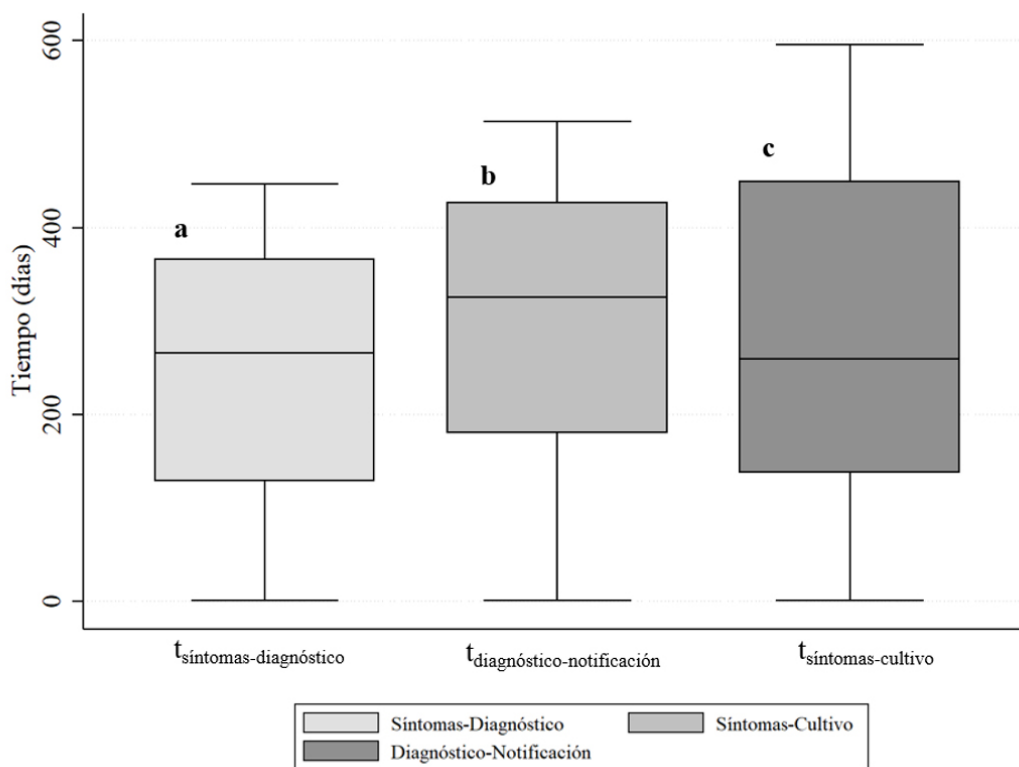 600
c
b
a
400
Tiempo (días)
200
0
tsíntomas-diagnóstico
tdiagnóstico-notificación
tsíntomas-cultivo
Síntomas-Diagnóstico
Síntomas-Cultivo
Diagnóstico-Notificación